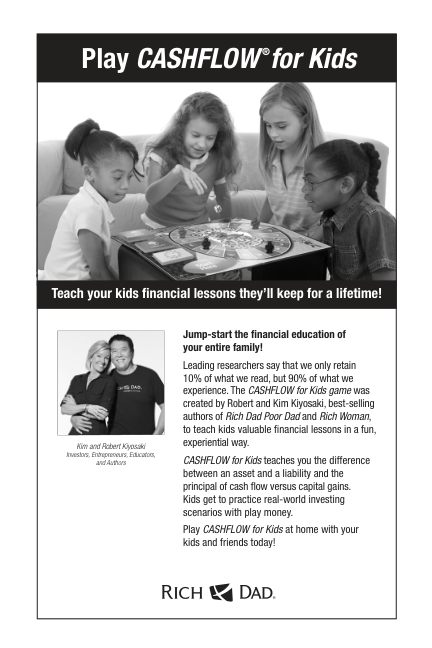 Play CASHFLOW® for Kids
Teach your kids financial lessons they'll keep for a lifetime!
Jump-start the financial education of
your entire family!
Leading researchers say that we only retain
10% of what we read, but 90% of what we
experience. The CASHFLOW for Kids game was
created by Robert and Kim Kiyosaki, best-selling
authors of Rich Dad Poor Dad and Rich Woman,
to teach kids valuable financial lessons in a fun,
experiential way.
CASHFLOW for Kids teaches you the difference
between an asset and a liability and the
principal of cash flow versus capital gains.
Kids get to practice real-world investing
scenarios with play money.
Play CASHFLOW for Kids at home with your
kids and friends today!
Kim and Robert Kiyosaki
Investors, Entrepreneurs, Educators,
and Authors
RICH DAD.